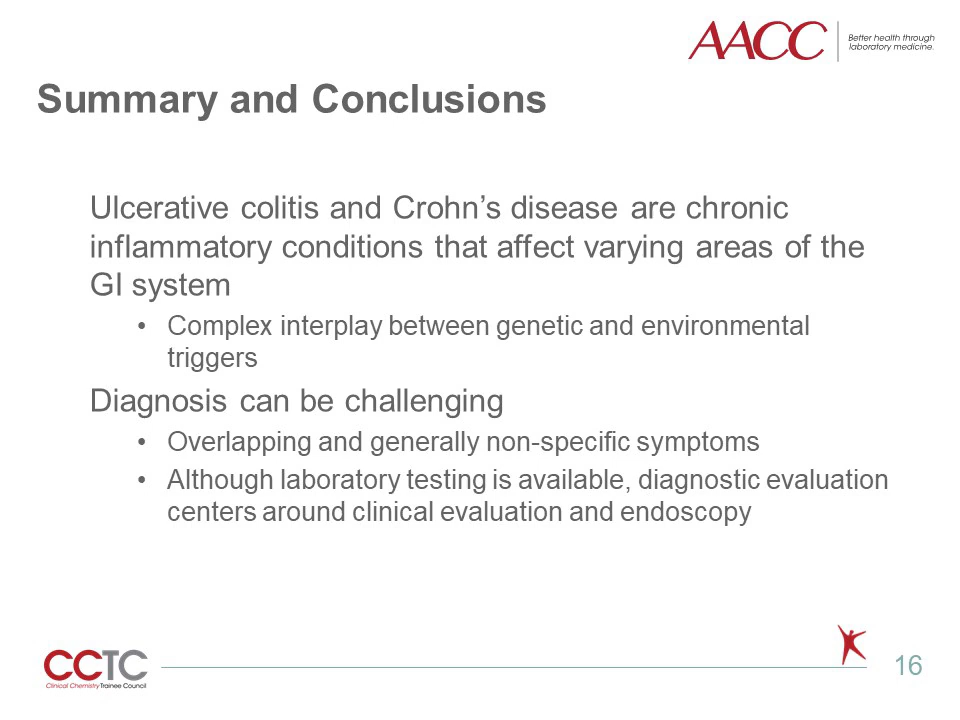 AACC
Better health through
laboratory medicine.
Summary and Conclusions
Ulcerative colitis and Crohn’s disease are chronic
inflammatory conditions that affect varying areas of the
GI system
• Complex interplay between genetic and environmental
triggers
Diagnosis can be challenging
• Overlapping and generally non-specific symptoms
• Although laboratory testing is available, diagnostic evaluation
centers around clinical evaluation and endoscopy
CCTC
Clinical Chemistry Trainee Council
16